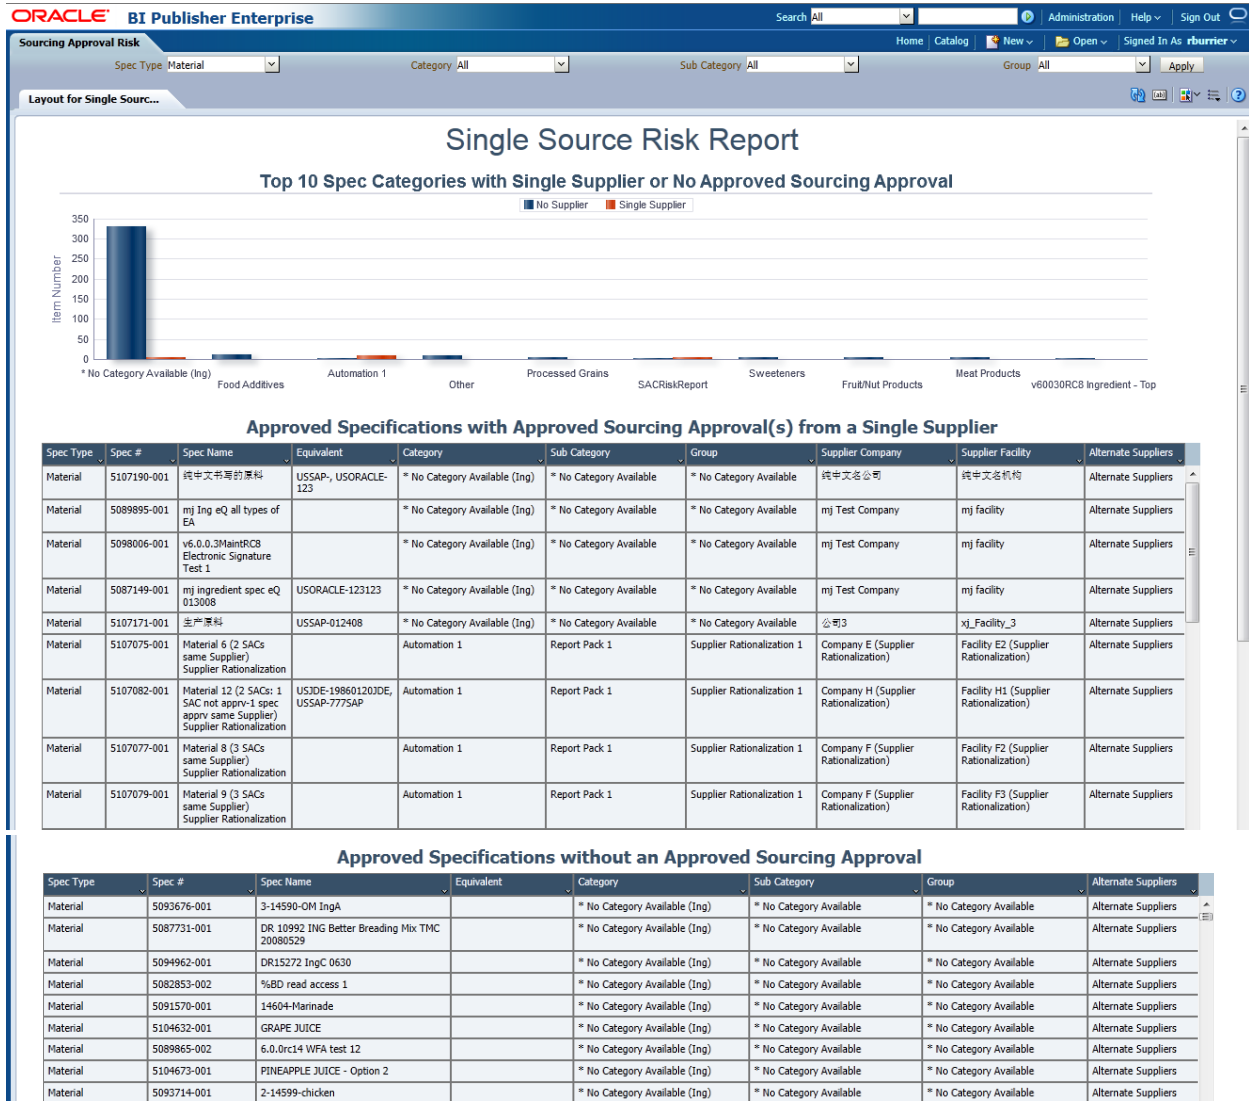 ORACLE BI Publisher Enterprise Search All Administration Help Sign Out
Sourcing Approval Risk Home Catalog New Open Signed In As rburrier
Spec Type Material Category All Sub Category All Group All Apply
Layout for Single Sourc...
Single Source Risk Report
Top 10 Spec Categories with Single Supplier or No Approved Sourcing Approval
No Supplier Single Supplier
350
300
250
200
150
100
50
0
Item Number
* No Category Available (Ing) Food Additives Automation 1 Other Processed Grains SACRiskReport Sweeteners Fruit/Nut Products Meat Products v60030RC8 Ingredient - Top
Approved Specifications with Approved Sourcing Approval(s) from a Single Supplier
Spec Type Spec # Spec Name Equivalent Category Sub Category Group Supplier Company Supplier Facility Alternate Suppliers
Material 5107190-001 纯中文书写的原料 USSAP-, USORACLE- * No Category Available (Ing) * No Category Available * No Category Available 纯中文名公司 纯中文名机构 Alternate Suppliers
123
Material 5089895-001 mj Ing eQ all types of * No Category Available (Ing) * No Category Available * No Category Available mj Test Company mj facility Alternate Suppliers
EA
Material 5098006-001 v6.0.0.3MaintRC8 * No Category Available (Ing) * No Category Available * No Category Available mj Test Company mj facility Alternate Suppliers
Electronic Signature
Test 1
Material 5087149-001 mj ingredient spec eQ USORACLE-123123 * No Category Available (Ing) * No Category Available * No Category Available mj Test Company mj facility Alternate Suppliers
013008
Material 5107171-001 生产原料 USSAP-012408 * No Category Available (Ing) * No Category Available * No Category Available 公司3 xj_Facility_3 Alternate Suppliers
Material 5107075-001 Material 6 (2 SACs Automation 1 Report Pack 1 Supplier Rationalization 1 Company E (Supplier Facility E2 (Supplier Alternate Suppliers
same Supplier) Rationalization) Rationalization)
Supplier Rationalization
Material 5107082-001 Material 12 (2 SACs: 1 USJDE-19860120JDE, Automation 1 Report Pack 1 Supplier Rationalization 1 Company H (Supplier Facility H1 (Supplier Alternate Suppliers
SAC not apprv-1 spec USSAP-777SAP Rationalization) Rationalization)
apprv same Supplier)
Supplier Rationalization
Material 5107077-001 Material 8 (3 SACs Automation 1 Report Pack 1 Supplier Rationalization 1 Company F (Supplier Facility F2 (Supplier Alternate Suppliers
same Supplier) Rationalization) Rationalization)
Supplier Rationalization
Material 5107079-001 Material 9 (3 SACs Automation 1 Report Pack 1 Supplier Rationalization 1 Company F (Supplier Facility F3 (Supplier Alternate Suppliers
same Supplier) Rationalization) Rationalization)
Supplier Rationalization
Approved Specifications without an Approved Sourcing Approval
Spec Type Spec # Spec Name Equivalent Category Sub Category Group Alternate Suppliers
Material 5093676-001 3-14590-OM IngA * No Category Available (Ing) * No Category Available * No Category Available Alternate Suppliers
Material 5087731-001 DR 10992 ING Better Breading Mix TMC * No Category Available (Ing) * No Category Available * No Category Available Alternate Suppliers
20080529
Material 5094962-001 DR15272 IngC 0630 * No Category Available (Ing) * No Category Available * No Category Available Alternate Suppliers
Material 5082853-002 %BD read access 1 * No Category Available (Ing) * No Category Available * No Category Available Alternate Suppliers
Material 5091570-001 14604-Marinade * No Category Available (Ing) * No Category Available * No Category Available Alternate Suppliers
Material 5104632-001 GRAPE JUICE * No Category Available (Ing) * No Category Available * No Category Available Alternate Suppliers
Material 5089865-002 6.0.0rc14 WFA test 12 * No Category Available (Ing) * No Category Available * No Category Available Alternate Suppliers
Material 5104673-001 PINEAPPLE JUICE - Option 2 * No Category Available (Ing) * No Category Available * No Category Available Alternate Suppliers
Material 5093714-001 2-14599-chicken * No Category Available (Ing) * No Category Available * No Category Available Alternate Suppliers